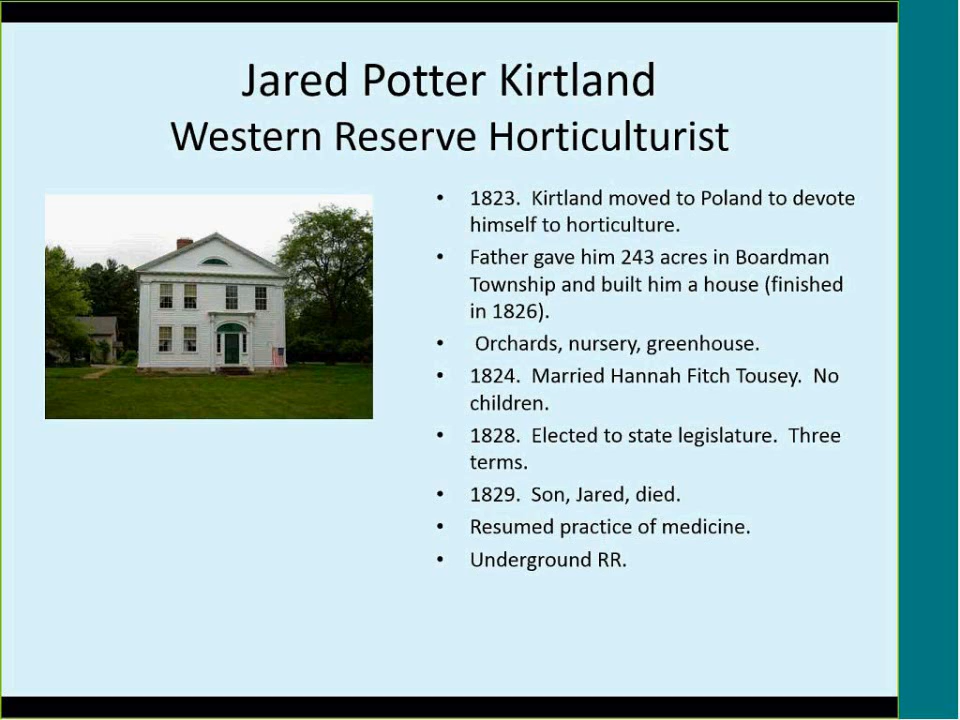 Jared Potter Kirtland
Western Reserve Horticulturist
• 1823.  Kirtland moved to Poland to devote
himself to horticulture.
• Father gave him 243 acres in Boardman
Township and built him a house (finished
in 1826).
•  Orchards, nursery, greenhouse.
• 1824.  Married Hannah Fitch Tousey.  No
children.
• 1828.  Elected to state legislature.  Three
terms.
• 1829.  Son, Jared, died.
• Resumed practice of medicine.
• Underground RR.